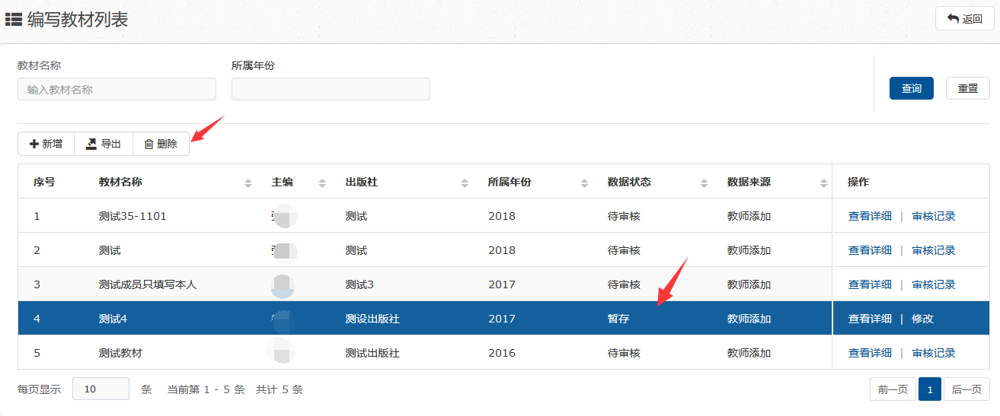 编写教材列表
返回
教材名称 所属年份
输入教材名称
查询 重置
新增 导出 删除
序号 教材名称 主编 出版社 所属年份 数据状态 数据来源 操作
1 测试35-1101 测试 2018 待审核 教师添加 查看详细 | 审核记录
2 测试 测试 2018 待审核 教师添加 查看详细 | 审核记录
3 测试成员只填写本人 测试3 2017 待审核 教师添加 查看详细 | 审核记录
4 测试4 测设出版社 2017 暂存 教师添加 查看详细 | 修改
5 测试教材 测试出版社 2016 待审核 教师添加 查看详细 | 审核记录
每页显示 10 条 当前第 1 - 5 条 共计 5 条 前一页 1 后一页